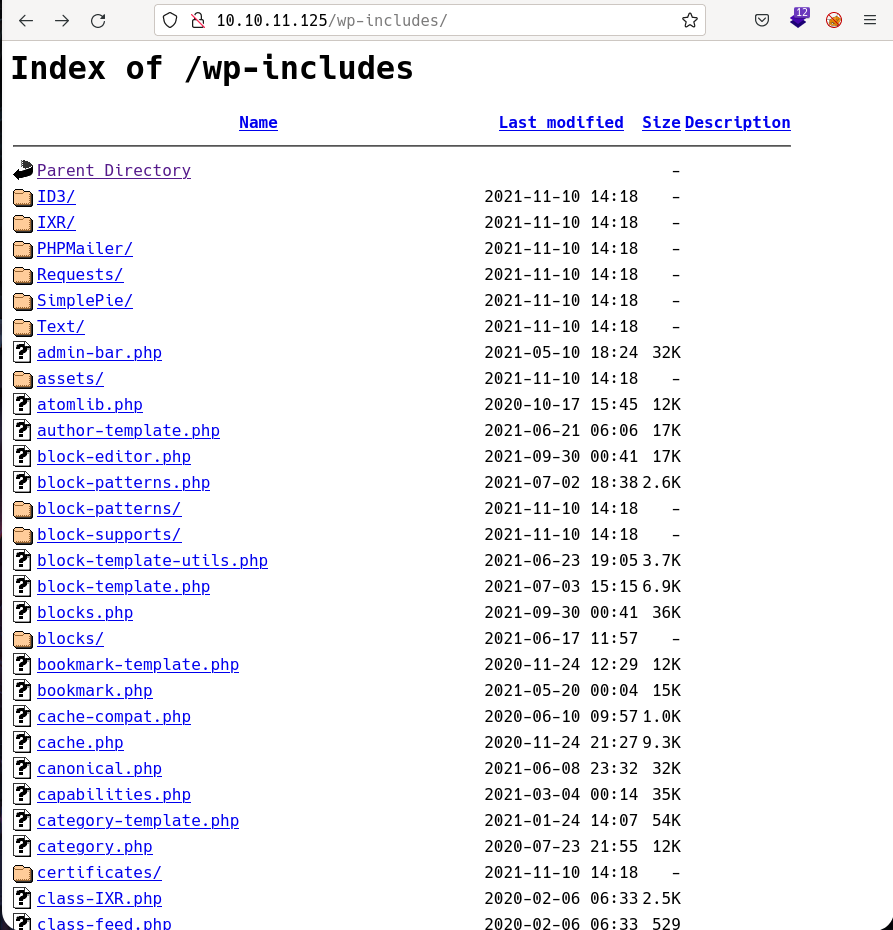 12
10.10.11.125/wp-includes/
Index of /wp-includes
Name Last modified Size Description
Parent Directory -
ID3/ 2021-11-10 14:18 -
IXR/ 2021-11-10 14:18 -
PHPMailer/ 2021-11-10 14:18 -
Requests/ 2021-11-10 14:18 -
SimplePie/ 2021-11-10 14:18 -
Text/ 2021-11-10 14:18 -
admin-bar.php 2021-05-10 18:24 32K
assets/ 2021-11-10 14:18 -
atomlib.php 2020-10-17 15:45 12K
author-template.php 2021-06-21 06:06 17K
block-editor.php 2021-09-30 00:41 17K
block-patterns.php 2021-07-02 18:38 2.6K
block-patterns/ 2021-11-10 14:18 -
block-supports/ 2021-11-10 14:18 -
block-template-utils.php 2021-06-23 19:05 3.7K
block-template.php 2021-07-03 15:15 6.9K
blocks.php 2021-09-30 00:41 36K
blocks/ 2021-06-17 11:57 -
bookmark-template.php 2020-11-24 12:29 12K
bookmark.php 2021-05-20 00:04 15K
cache-compat.php 2020-06-10 09:57 1.0K
cache.php 2020-11-24 21:27 9.3K
canonical.php 2021-06-08 23:32 32K
capabilities.php 2021-03-04 00:14 35K
category-template.php 2021-01-24 14:07 54K
category.php 2020-07-23 21:55 12K
certificates/ 2021-11-10 14:18 -
class-IXR.php 2020-02-06 06:33 2.5K
class-feed.php 2020-02-06 06:33 529